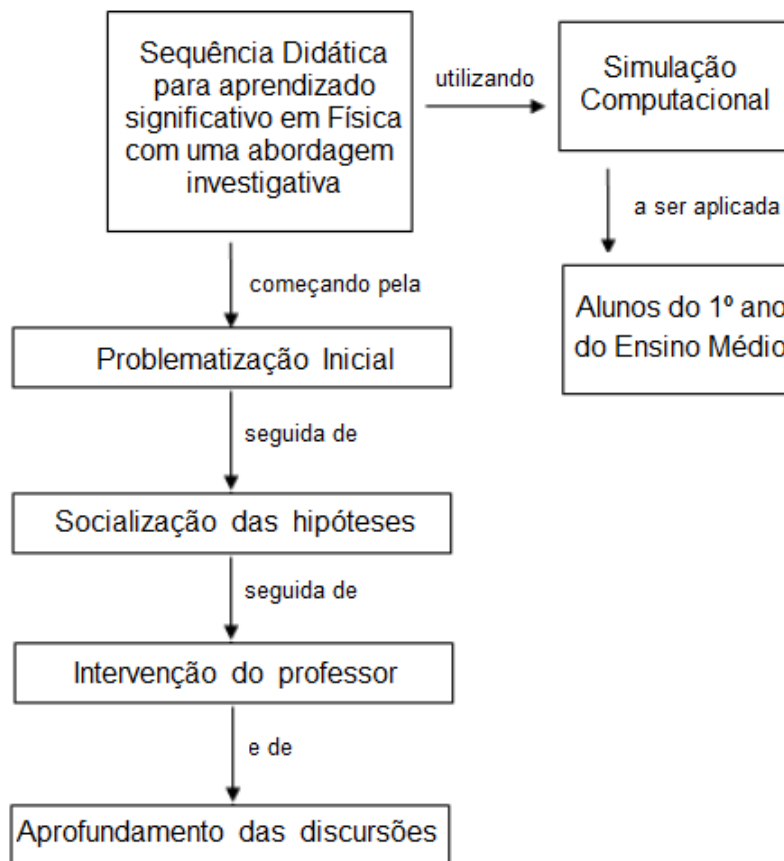 Sequência Didática
para aprendizado
significativo em Física
com uma abordagem
investigativa
utilizando
Simulação
Computacional
a ser aplicada
Alunos do 1º ano
do Ensino Médio
começando pela
Problematização Inicial
seguida de
Socialização das hipóteses
seguida de
Intervenção do professor
e de
Aprofundamento das discursões